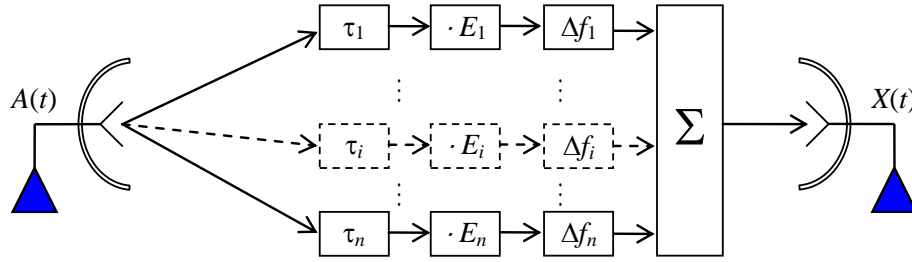 τ1 · E1 Δf1
A(t) X(t)
τi · Ei Δfi
Σ
τn · En Δfn